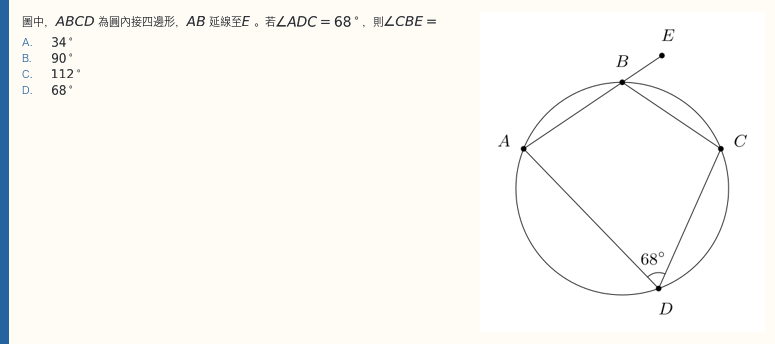 圖中，ABCD 為圓內接四邊形，AB 延線至E 。若∠ADC = 68°，則∠CBE =
A. 34°
B. 90°
C. 112°
D. 68°
E
B
A
C
68°
D